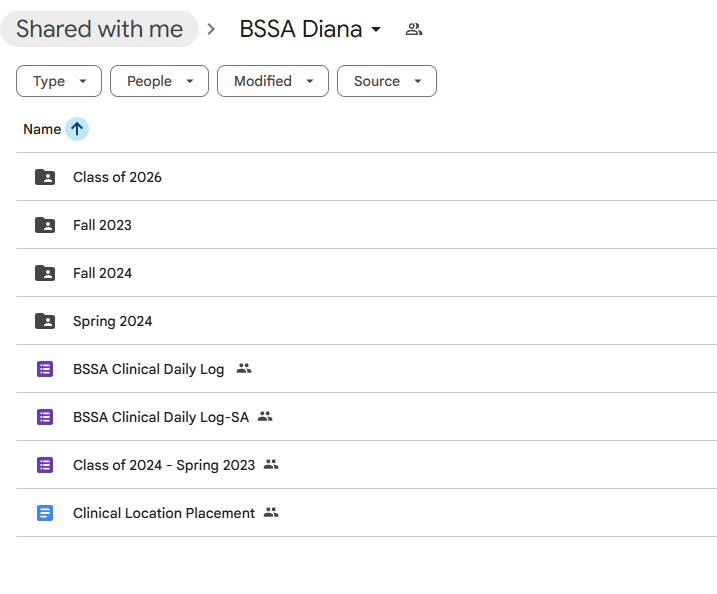 Shared with me > BSSA Diana
Type People Modified Source
Name
Class of 2026
Fall 2023
Fall 2024
Spring 2024
BSSA Clinical Daily Log
BSSA Clinical Daily Log-SA
Class of 2024 - Spring 2023
Clinical Location Placement